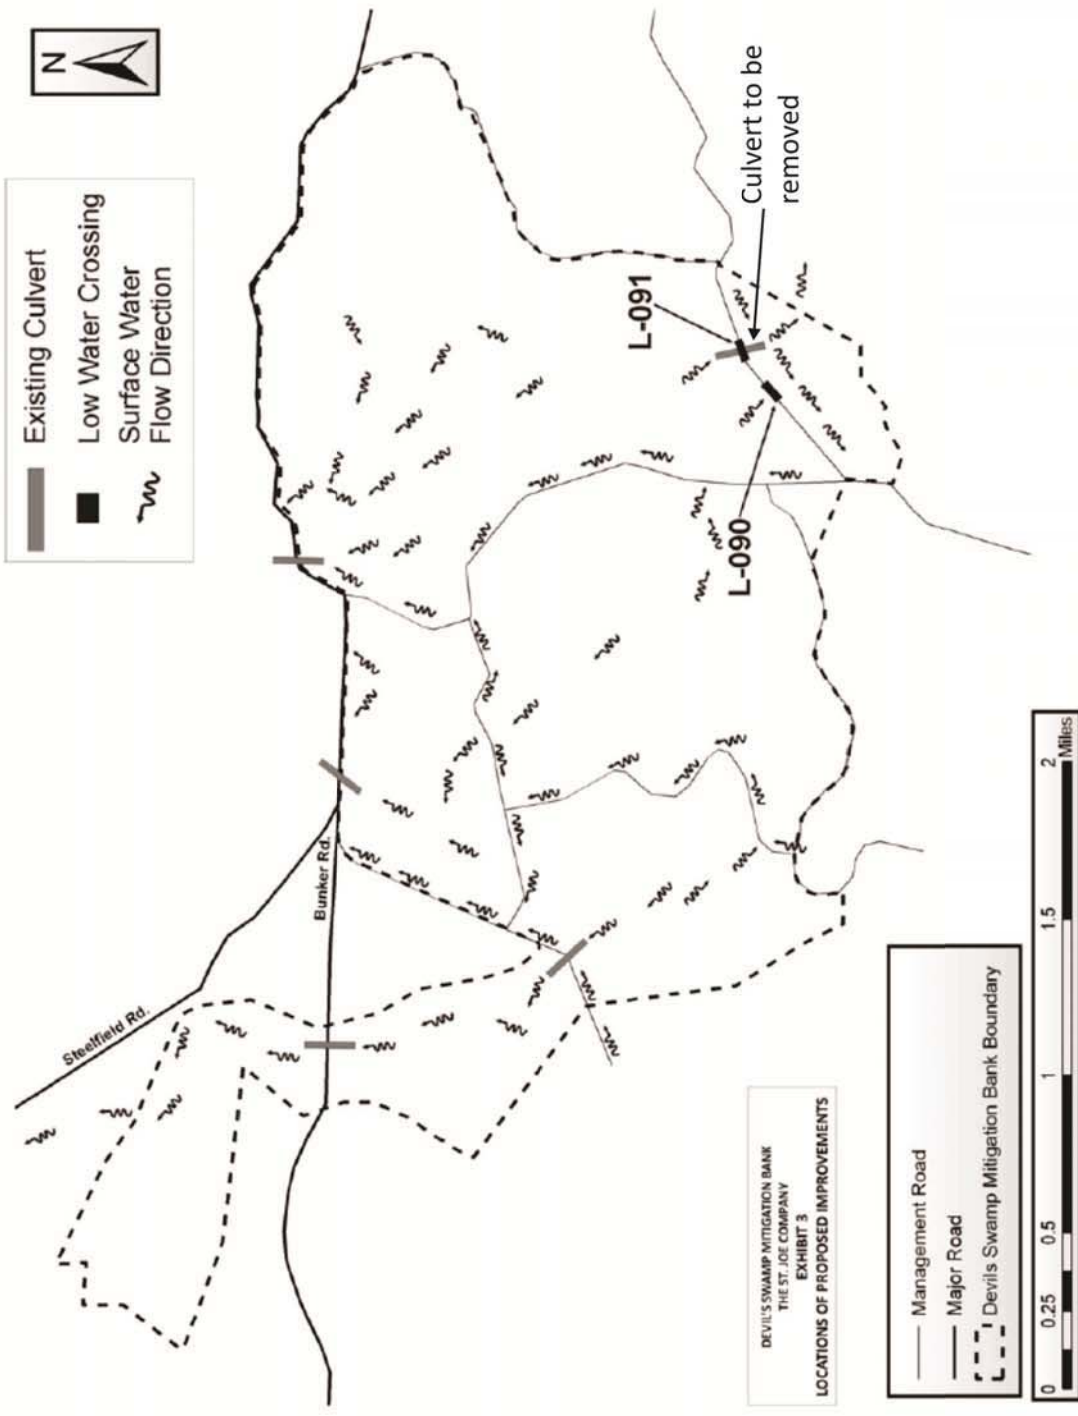 N
Existing Culvert
Low Water Crossing
Surface Water
Flow Direction
Culvert to be
removed
L-091
L-090
Bunker Rd.
Steelfield Rd.
DEVIL'S SWAMP MITIGATION BANK
THE ST. JOE COMPANY
EXHIBIT 3
LOCATIONS OF PROPOSED IMPROVEMENTS
Management Road
Major Road
Devils Swamp Mitigation Bank Boundary
0 0.25 0.5 1 1.5 2
Miles